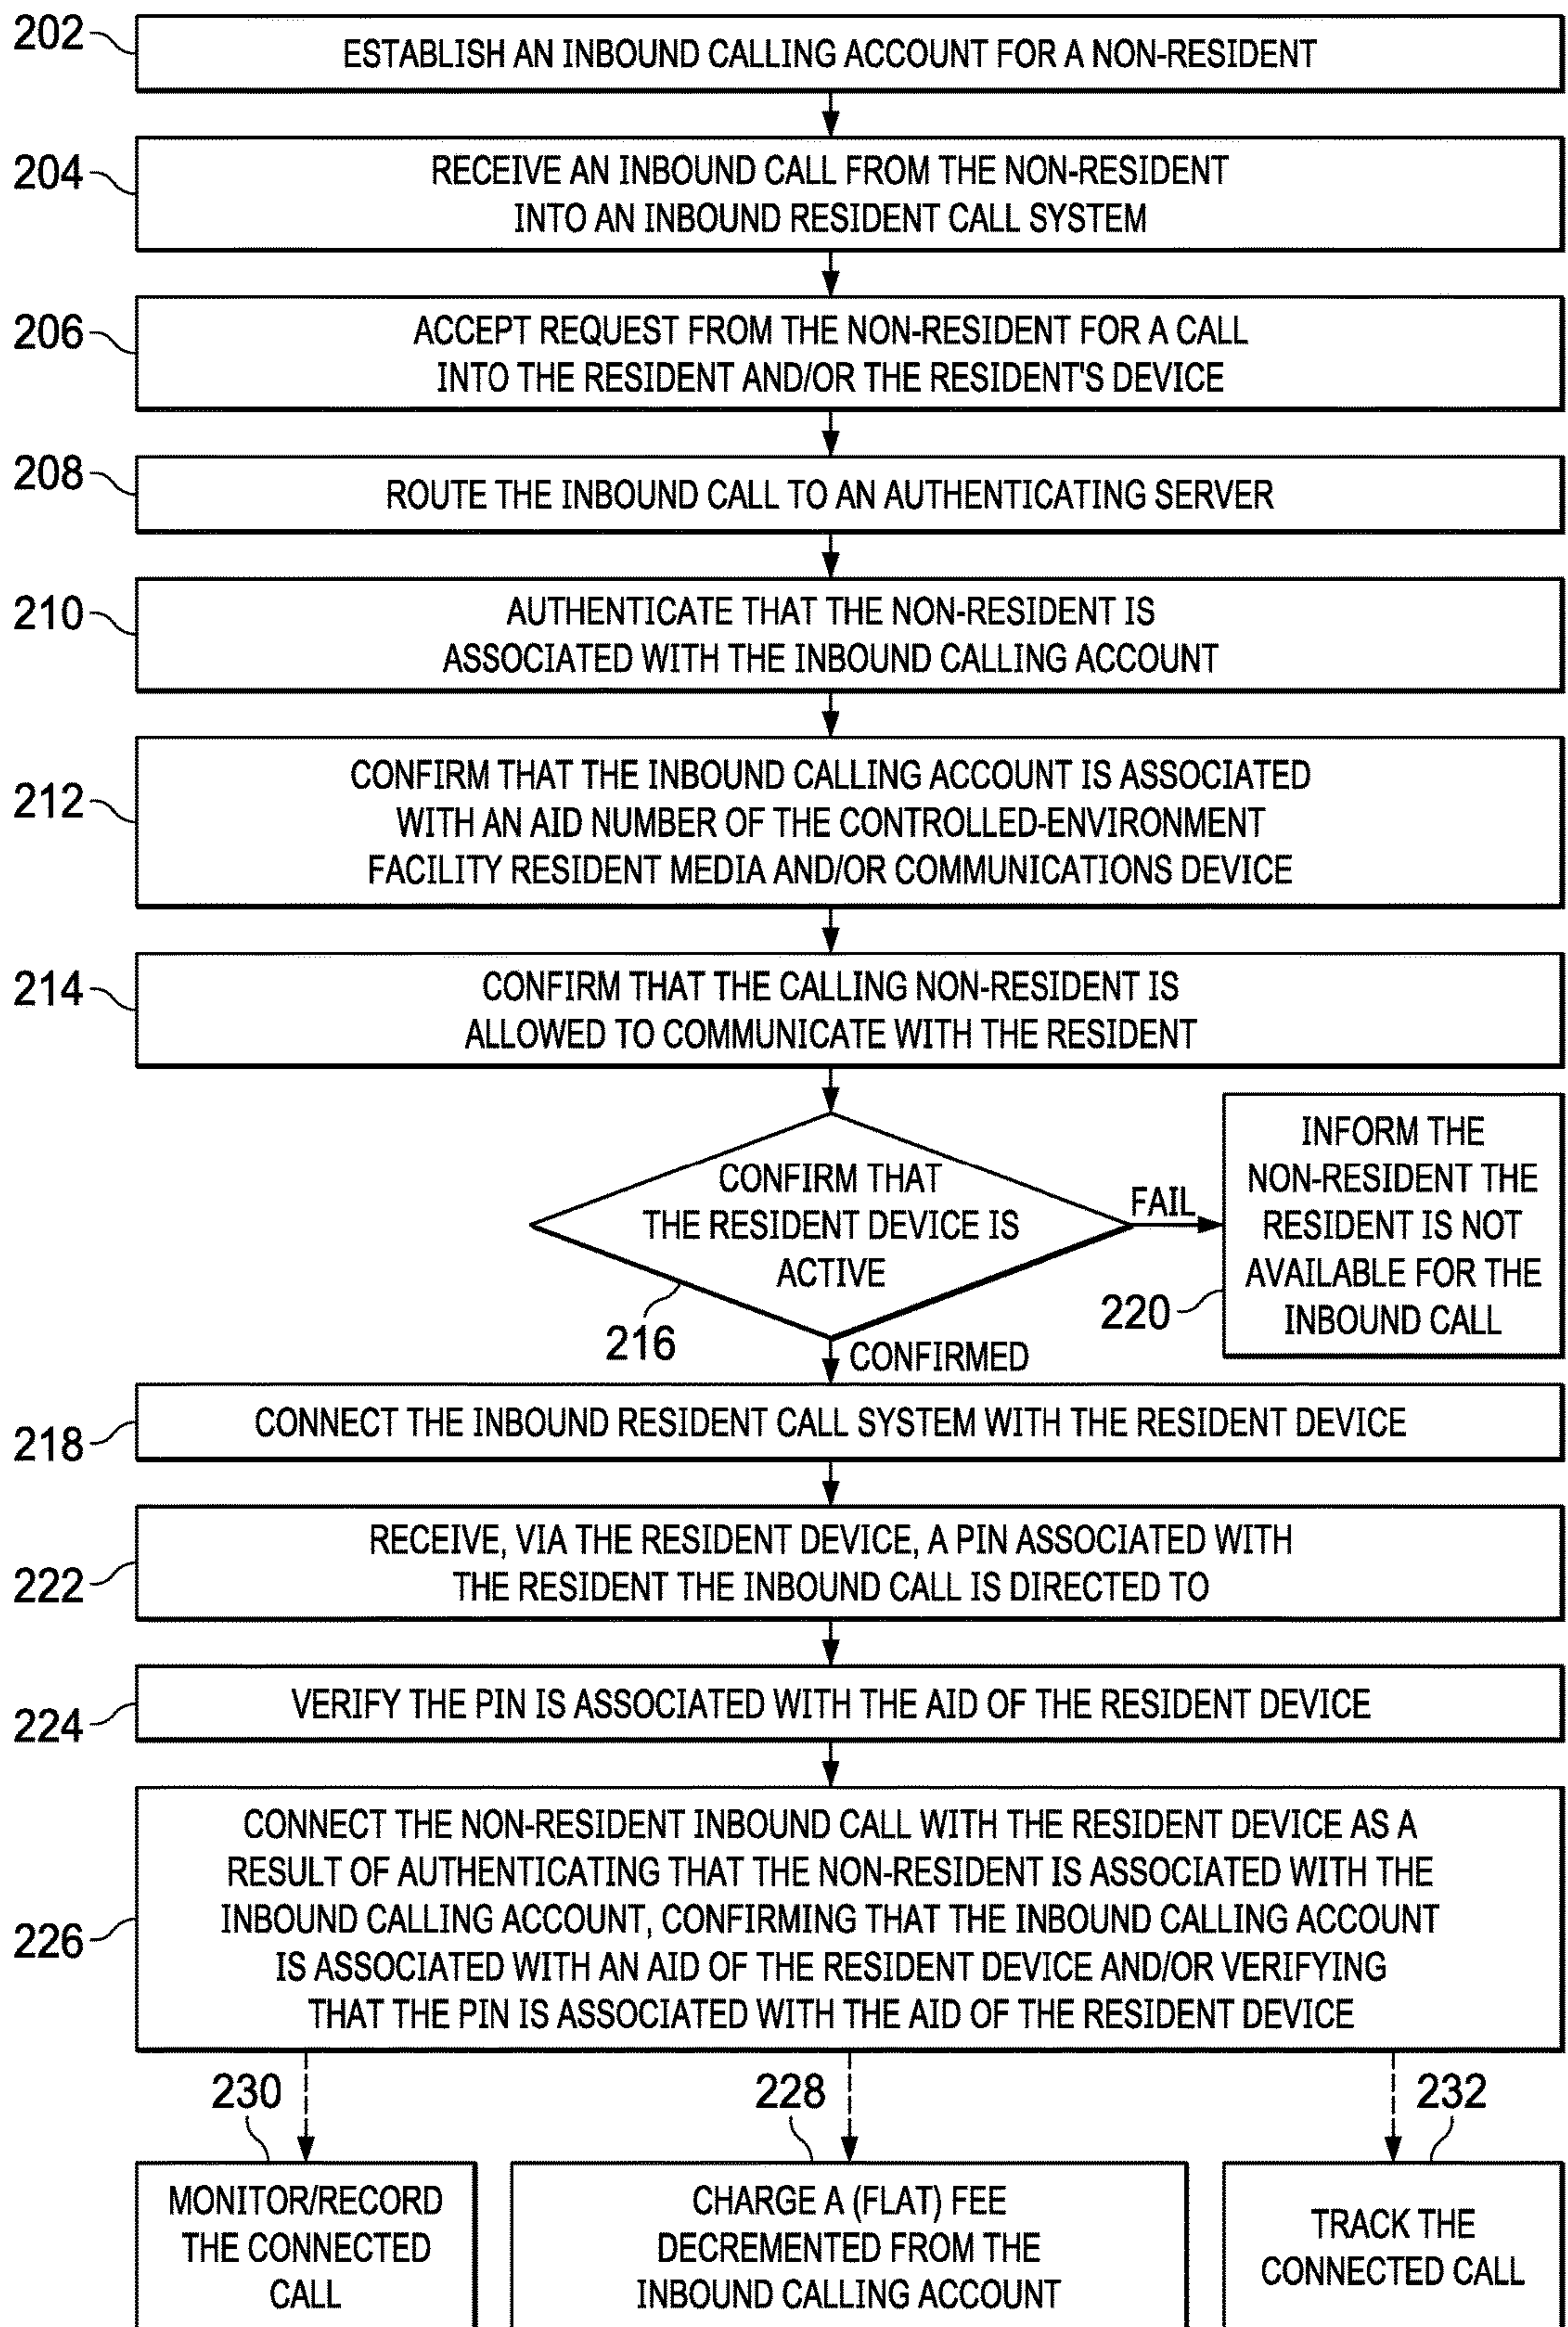 202
ESTABLISH AN INBOUND CALLING ACCOUNT FOR A NON-RESIDENT
204
RECEIVE AN INBOUND CALL FROM THE NON-RESIDENT
INTO AN INBOUND RESIDENT CALL SYSTEM
206
ACCEPT REQUEST FROM THE NON-RESIDENT FOR A CALL
INTO THE RESIDENT AND/OR THE RESIDENT'S DEVICE
208
ROUTE THE INBOUND CALL TO AN AUTHENTICATING SERVER
210
AUTHENTICATE THAT THE NON-RESIDENT IS
ASSOCIATED WITH THE INBOUND CALLING ACCOUNT
212
CONFIRM THAT THE INBOUND CALLING ACCOUNT IS ASSOCIATED
WITH AN AID NUMBER OF THE CONTROLLED-ENVIRONMENT
FACILITY RESIDENT MEDIA AND/OR COMMUNICATIONS DEVICE
214
CONFIRM THAT THE CALLING NON-RESIDENT IS
ALLOWED TO COMMUNICATE WITH THE RESIDENT
CONFIRM THAT
THE RESIDENT DEVICE IS
ACTIVE
216
FAIL
INFORM THE
NON-RESIDENT THE
RESIDENT IS NOT
AVAILABLE FOR THE
INBOUND CALL
220
CONFIRMED
218
CONNECT THE INBOUND RESIDENT CALL SYSTEM WITH THE RESIDENT DEVICE
222
RECEIVE, VIA THE RESIDENT DEVICE, A PIN ASSOCIATED WITH
THE RESIDENT THE INBOUND CALL IS DIRECTED TO
224
VERIFY THE PIN IS ASSOCIATED WITH THE AID OF THE RESIDENT DEVICE
226
CONNECT THE NON-RESIDENT INBOUND CALL WITH THE RESIDENT DEVICE AS A
RESULT OF AUTHENTICATING THAT THE NON-RESIDENT IS ASSOCIATED WITH THE
INBOUND CALLING ACCOUNT, CONFIRMING THAT THE INBOUND CALLING ACCOUNT
IS ASSOCIATED WITH AN AID OF THE RESIDENT DEVICE AND/OR VERIFYING
THAT THE PIN IS ASSOCIATED WITH THE AID OF THE RESIDENT DEVICE
230
MONITOR/RECORD
THE CONNECTED
CALL
228
CHARGE A (FLAT) FEE
DECREMENTED FROM THE
INBOUND CALLING ACCOUNT
232
TRACK THE
CONNECTED CALL